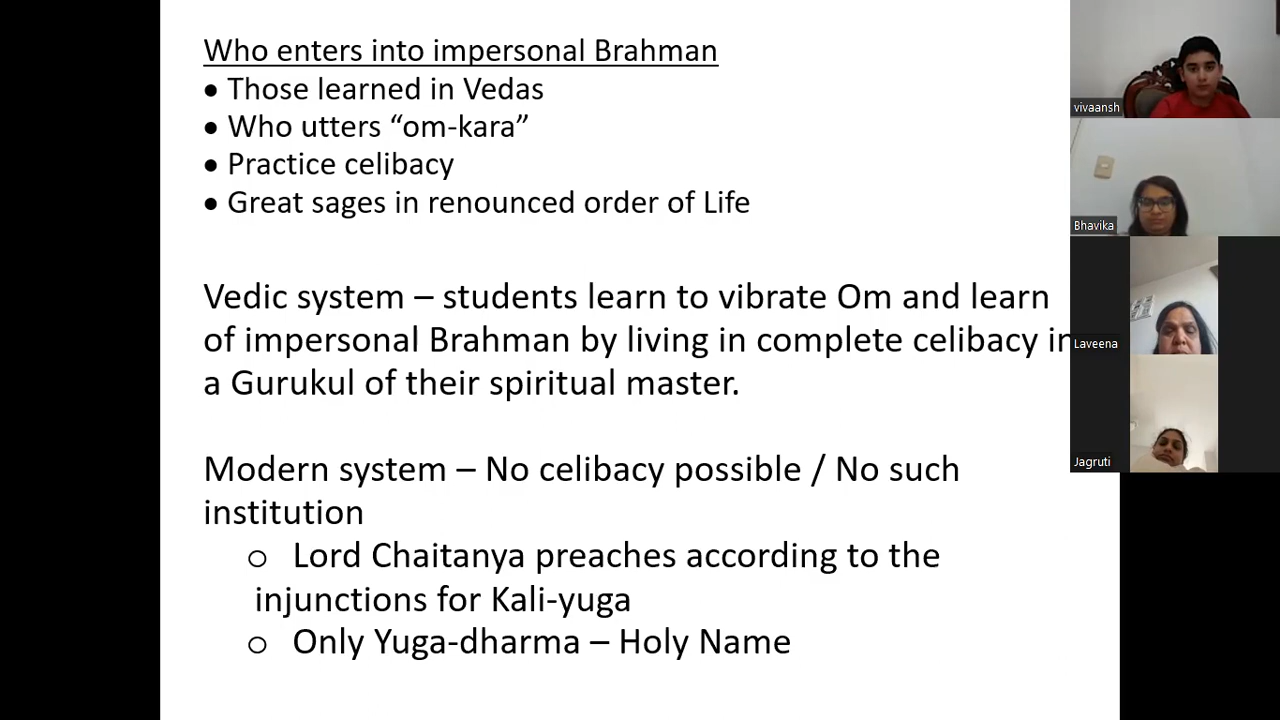 Who enters into impersonal Brahman
• Those learned in Vedas
• Who utters “om-kara”
• Practice celibacy
• Great sages in renounced order of Life
Vedic system – students learn to vibrate Om and learn
of impersonal Brahman by living in complete celibacy in
a Gurukul of their spiritual master.
Modern system – No celibacy possible / No such
institution
o Lord Chaitanya preaches according to the
injunctions for Kali-yuga
o Only Yuga-dharma – Holy Name
vivaansh
Bhavika
Laveena
Jagruti